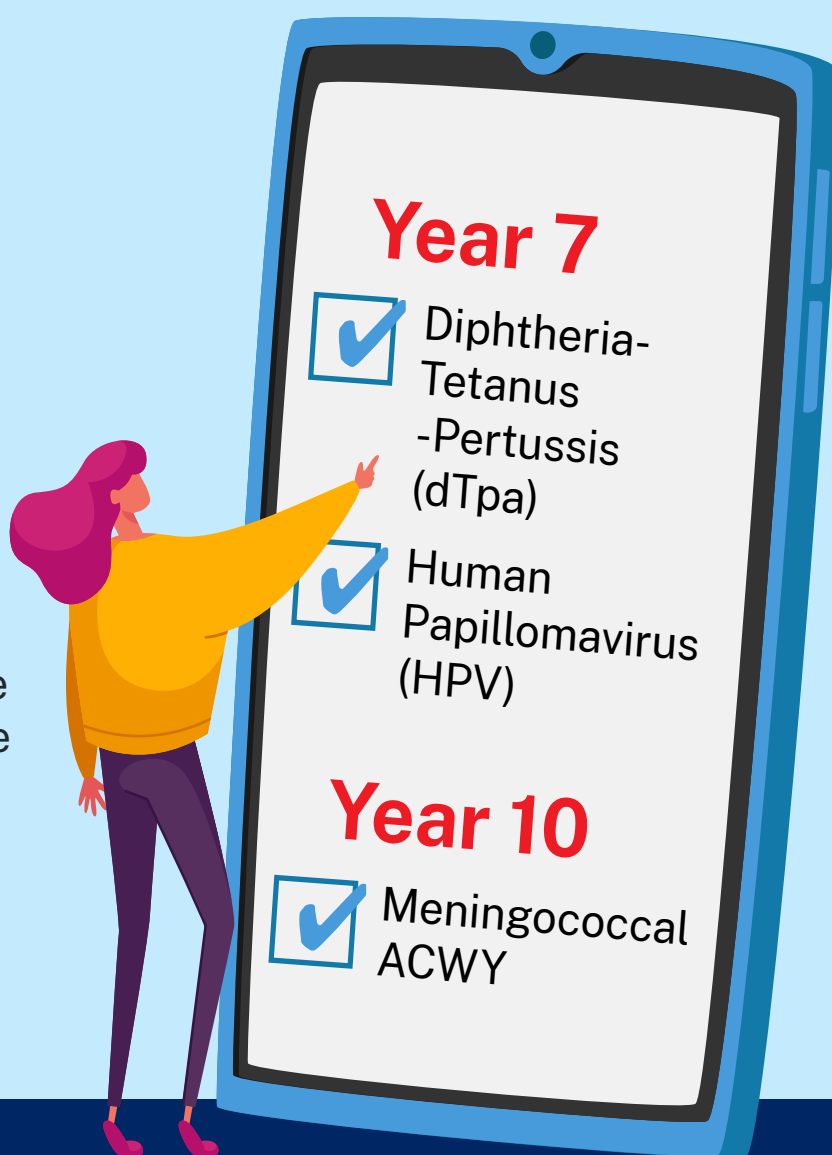 Year 7
Diphtheria-
Tetanus
-Pertussis
(dTpa)
Human
Papillomavirus
(HPV)
Year 10
Meningococcal
ACWY